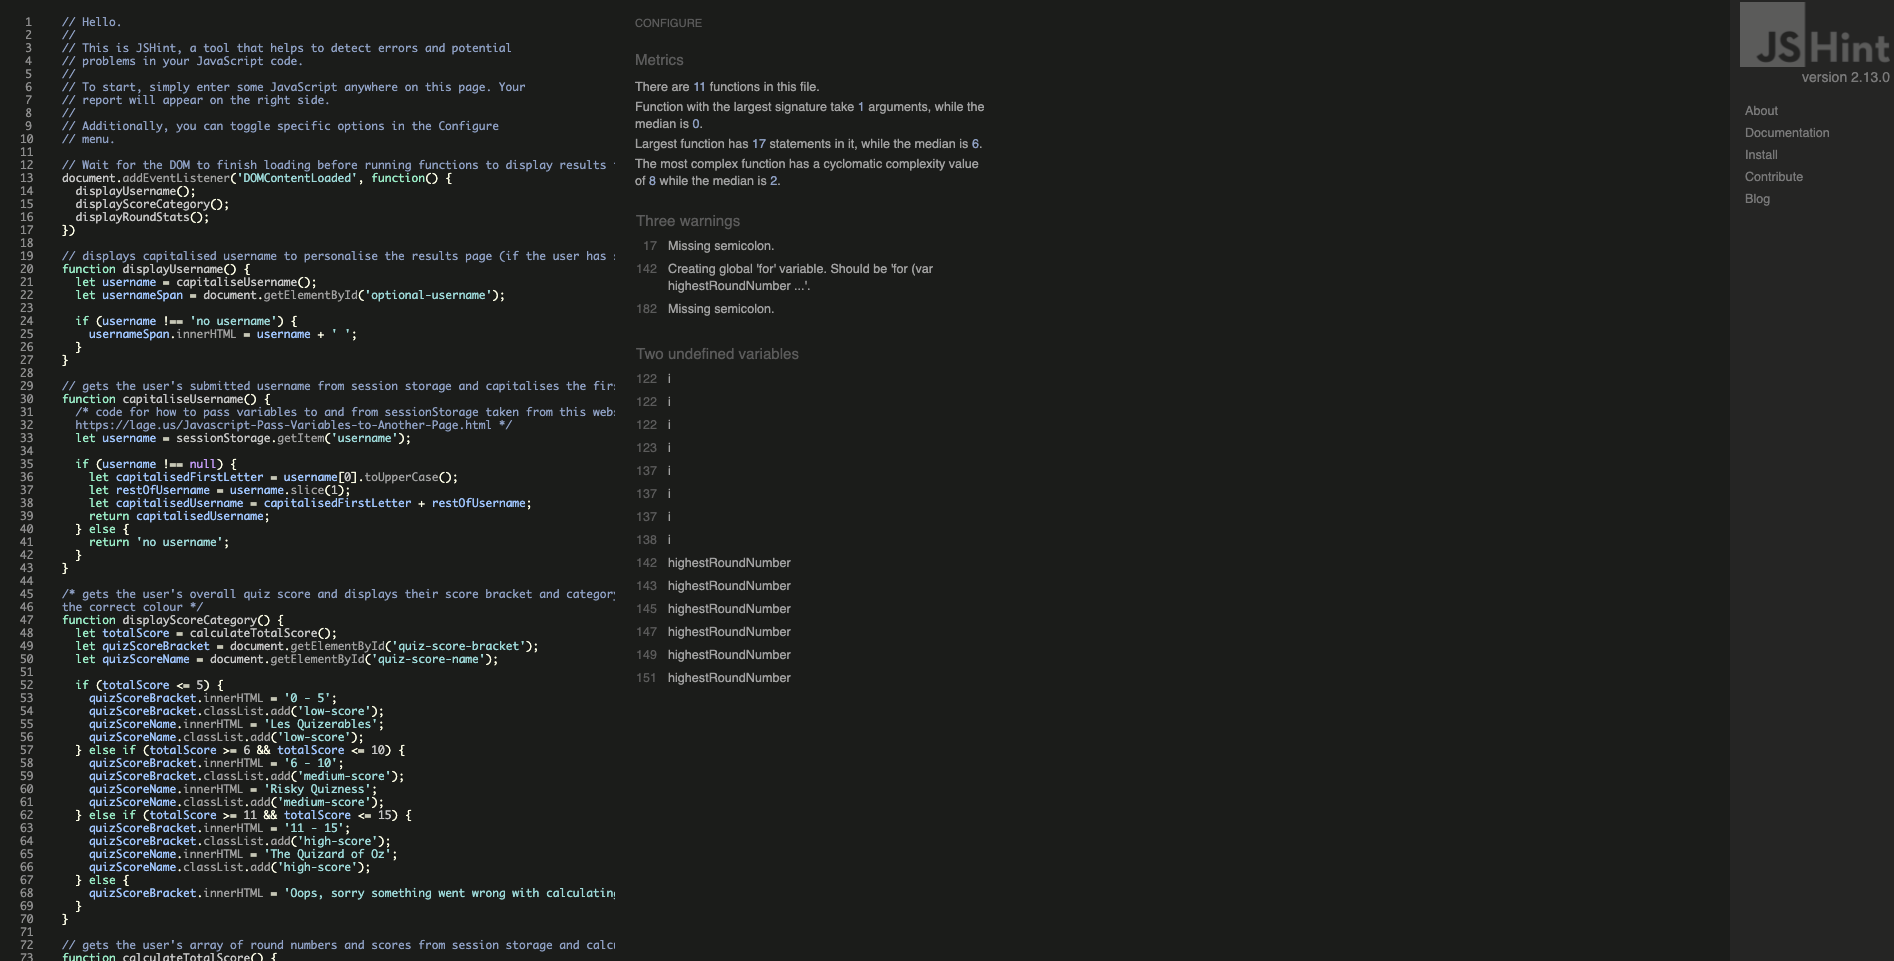 1 // Hello.
2 //
3 // This is JSHint, a tool that helps to detect errors and potential
4 // problems in your JavaScript code.
5 //
6 // To start, simply enter some JavaScript anywhere on this page. Your
7 // report will appear on the right side.
8 //
9 // Additionally, you can toggle specific options in the Configure
10 // menu.
11
12 // Wait for the DOM to finish loading before running functions to display results
13 document.addEventListener('DOMContentLoaded', function() {
14 displayUsername();
15 displayScoreCategory();
16 displayRoundStats();
17 })
18
19 // displays capitalised username to personalise the results page (if the user has
20 function displayUsername() {
21 let username = capitaliseUsername();
22 let usernameSpan = document.getElementById('optional-username');
23
24 if (username !== 'no username') {
25 usernameSpan.innerHTML = username + ' ';
26 }
27 }
28
29 // gets the user's submitted username from session storage and capitalises the fir
30 function capitaliseUsername() {
31 /* code for how to pass variables to and from sessionStorage taken from this web
32 https://lage.us/Javascript-Pass-Variables-to-Another-Page.html */
33 let username = sessionStorage.getItem('username');
34
35 if (username !== null) {
36 let capitalisedFirstLetter = username[0].toUpperCase();
37 let restOfUsername = username.slice(1);
38 let capitalisedUsername = capitalisedFirstLetter + restOfUsername;
39 return capitalisedUsername;
40 } else {
41 return 'no username';
42 }
43 }
44
45 /* gets the user's overall quiz score and displays their score bracket and category
46 the correct colour */
47 function displayScoreCategory() {
48 let totalScore = calculateTotalScore();
49 let quizScoreBracket = document.getElementById('quiz-score-bracket');
50 let quizScoreName = document.getElementById('quiz-score-name');
51
52 if (totalScore <= 5) {
53 quizScoreBracket.innerHTML = '0 - 5';
54 quizScoreBracket.classList.add('low-score');
55 quizScoreName.innerHTML = 'Les Quizerables';
56 quizScoreName.classList.add('low-score');
57 } else if (totalScore >= 6 && totalScore <= 10) {
58 quizScoreBracket.innerHTML = '6 - 10';
59 quizScoreBracket.classList.add('medium-score');
60 quizScoreName.innerHTML = 'Risky Quizness';
61 quizScoreName.classList.add('medium-score');
62 } else if (totalScore >= 11 && totalScore <= 15) {
63 quizScoreBracket.innerHTML = '11 - 15';
64 quizScoreBracket.classList.add('high-score');
65 quizScoreName.innerHTML = 'The Quizard of Oz';
66 quizScoreName.classList.add('high-score');
67 } else {
68 quizScoreBracket.innerHTML = 'Oops, sorry something went wrong with calculating
69 }
70 }
71
72 // gets the user's array of round numbers and scores from session storage and calcu
73 function calculateTotalScore() {
CONFIGURE
Metrics
There are 11 functions in this file.
Function with the largest signature take 1 arguments, while the
median is 0.
Largest function has 17 statements in it, while the median is 6.
The most complex function has a cyclomatic complexity value
of 8 while the median is 2.
Three warnings
17 Missing semicolon.
142 Creating global 'for' variable. Should be 'for (var
highestRoundNumber ...'.
182 Missing semicolon.
Two undefined variables
122 i
122 i
122 i
123 i
137 i
137 i
137 i
138 i
142 highestRoundNumber
143 highestRoundNumber
145 highestRoundNumber
147 highestRoundNumber
149 highestRoundNumber
151 highestRoundNumber
JSHint
version 2.13.0
About
Documentation
Install
Contribute
Blog